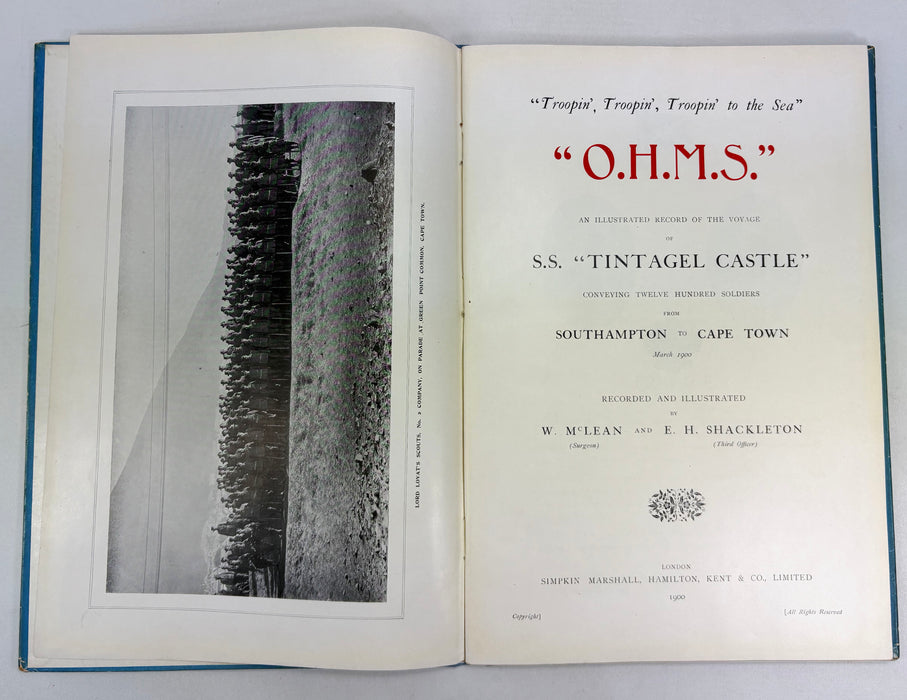 LORD LOVAT'S SCOUTS, No. 2 COMPANY, ON PARADE AT GREEN POINT COMMON, CAPE TOWN.
"Troopin', Troopin', Troopin' to the Sea"
"O.H.M.S."
AN ILLUSTRATED RECORD OF THE VOYAGE
OF
S.S. "TINTAGEL CASTLE"
CONVEYING TWELVE HUNDRED SOLDIERS
FROM
SOUTHAMPTON TO CAPE TOWN
March 1900
RECORDED AND ILLUSTRATED
BY
W. McLEAN AND E. H. SHACKLETON
(Surgeon) (Third Officer)
LONDON
SIMPKIN MARSHALL, HAMILTON, KENT & CO., LIMITED
1900
Copyright] [All Rights Reserved